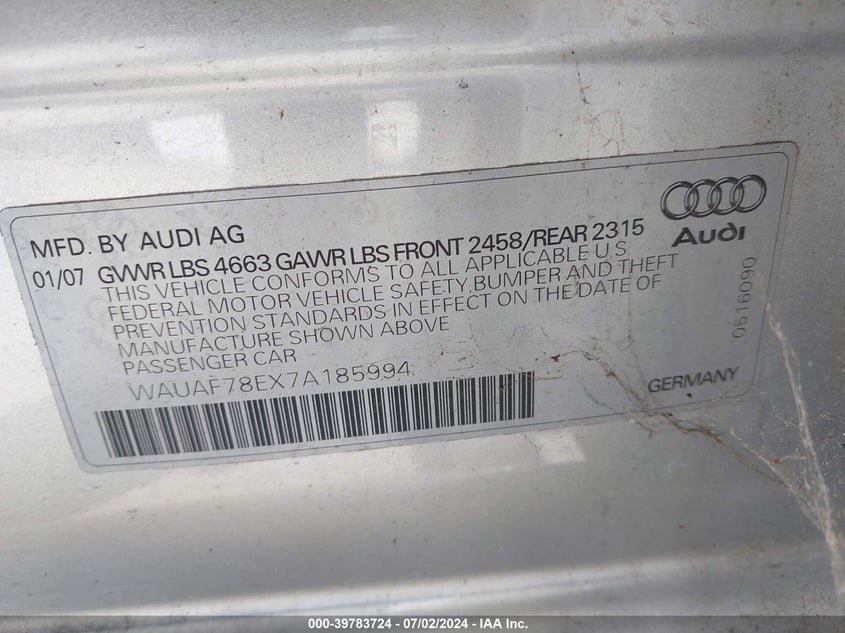 MFD. BY AUDI AG
01/07 GVWR LBS 4663 GAWR LBS FRONT 2458/REAR 2315
THIS VEHICLE CONFORMS TO ALL APPLICABLE U.S.
FEDERAL MOTOR VEHICLE SAFETY, BUMPER AND THEFT
PREVENTION STANDARDS IN EFFECT ON THE DATE OF
MANUFACTURE SHOWN ABOVE
PASSENGER CAR
WAUAF78EX7A185994
Audi
0516090
GERMANY
000-39783724 - 07/02/2024 - IAA Inc.